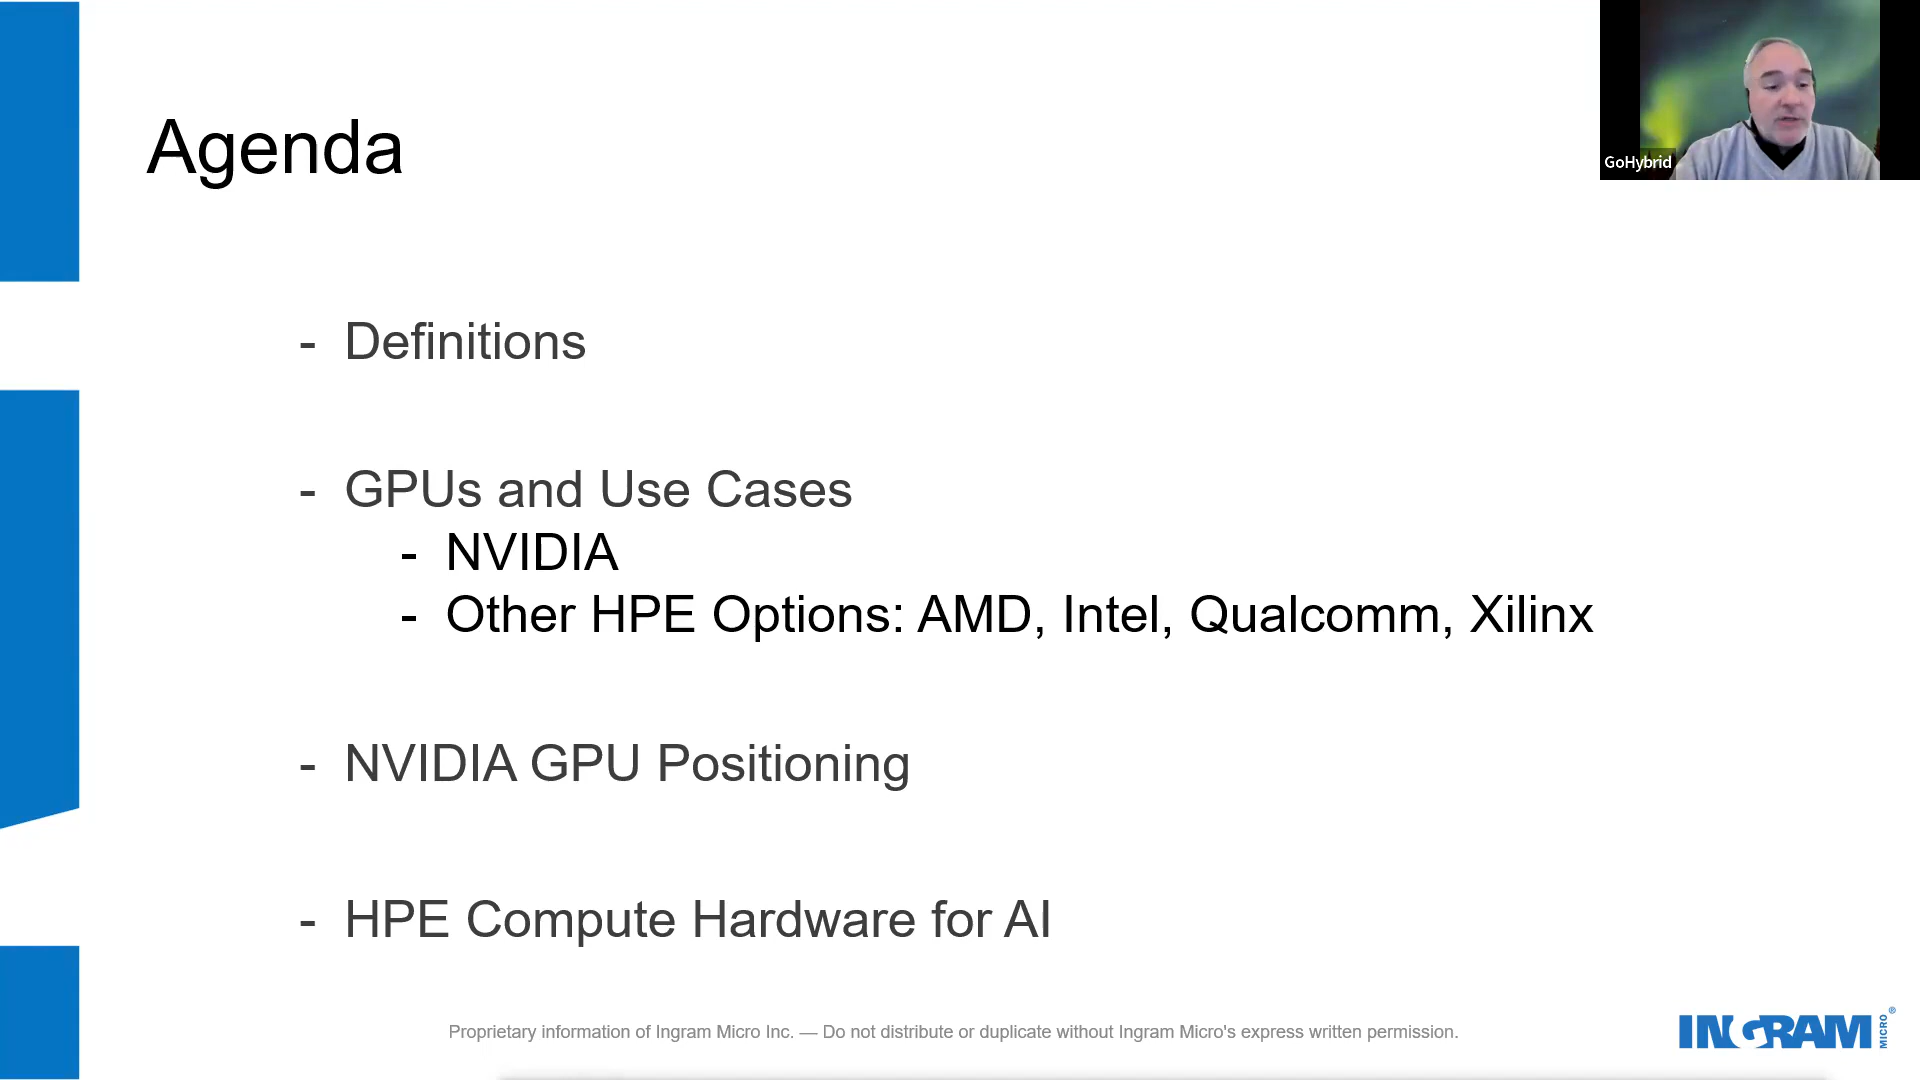 Agenda
GoHybrid
- Definitions
- GPUs and Use Cases
- NVIDIA
- Other HPE Options: AMD, Intel, Qualcomm, Xilinx
- NVIDIA GPU Positioning
- HPE Compute Hardware for AI
Proprietary information of Ingram Micro Inc. — Do not distribute or duplicate without Ingram Micro's express written permission.
INGRAM MICRO®